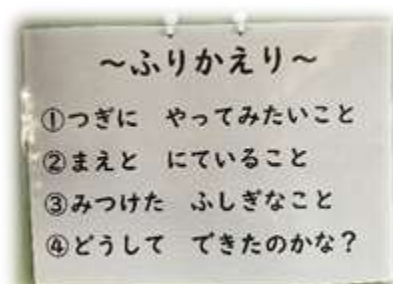 ～ふりかえり～
①つぎに　やってみたいこと
②まえと　にていること
③みつけた　ふしぎなこと
④どうして　できたのかな？